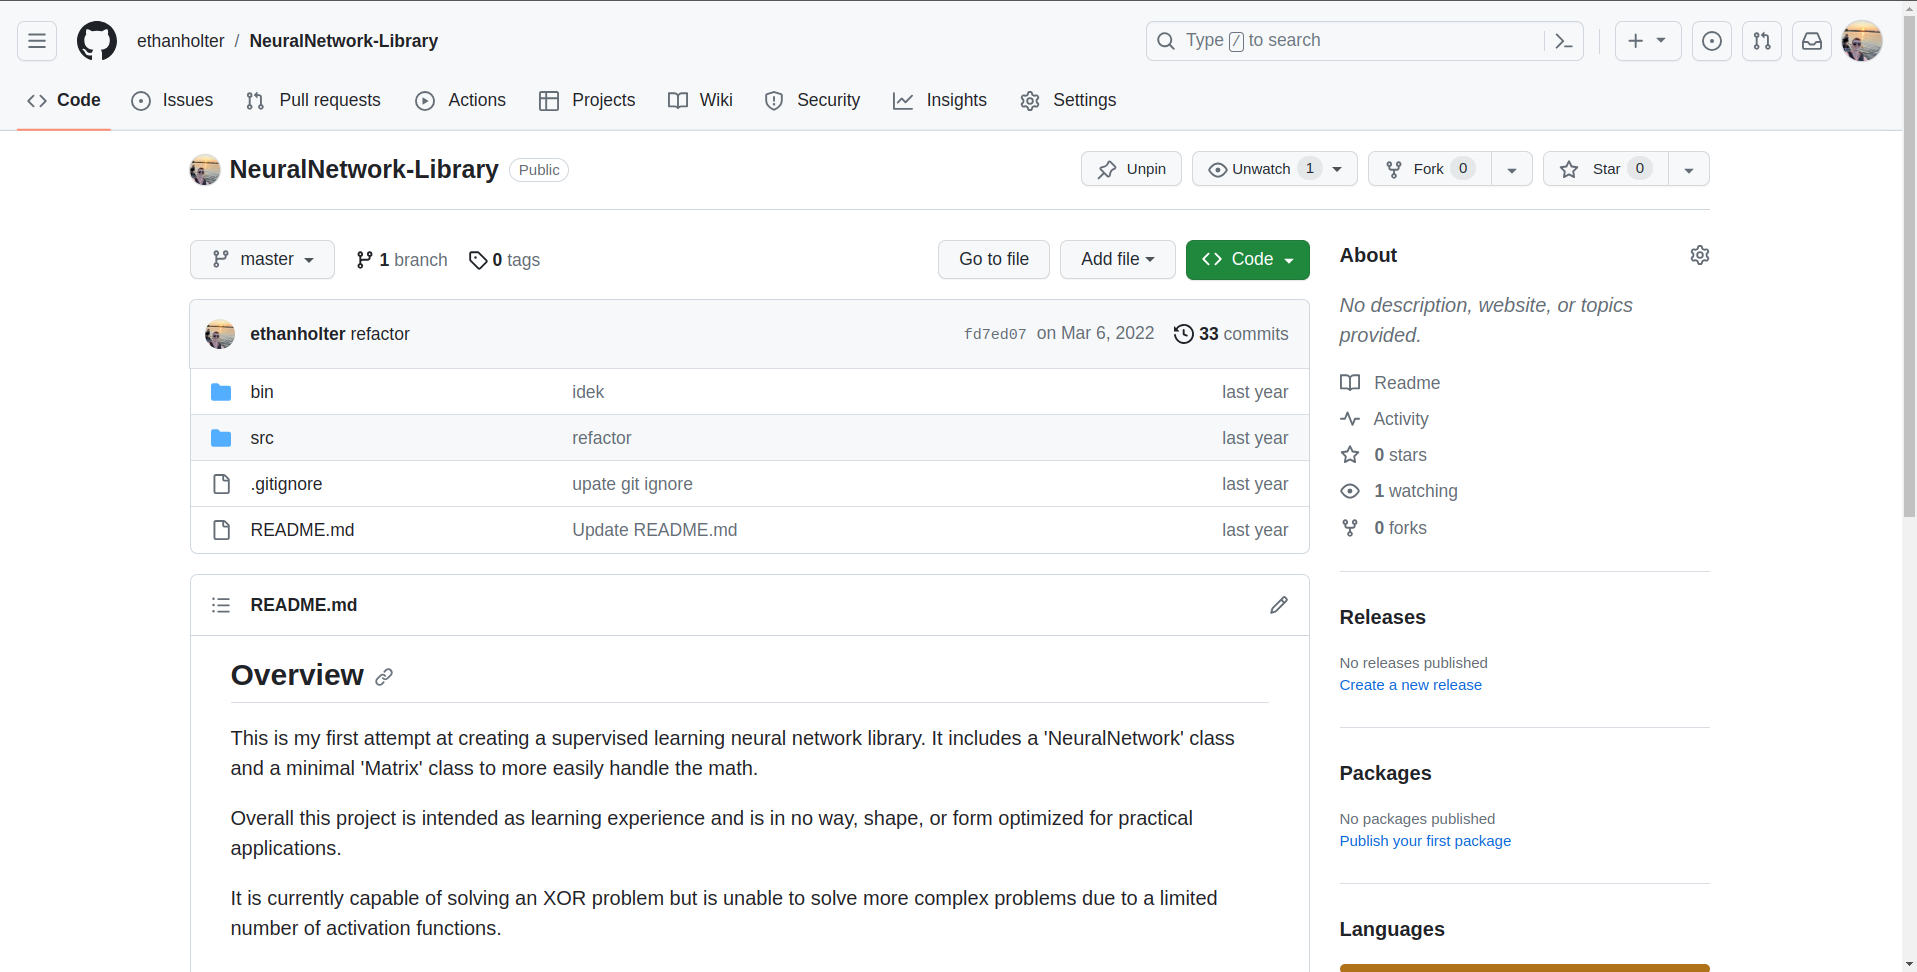 ethanholter / NeuralNetwork-Library
Type / to search
Code Issues Pull requests Actions Projects Wiki Security Insights Settings
NeuralNetwork-Library Public
Unpin Unwatch 1 Fork 0 Star 0
master 1 branch 0 tags
Go to file Add file Code
ethanholter refactor fd7ed07 on Mar 6, 2022 33 commits
bin idek last year
src refactor last year
.gitignore upate git ignore last year
README.md Update README.md last year
README.md
Overview
This is my first attempt at creating a supervised learning neural network library. It includes a 'NeuralNetwork' class
and a minimal 'Matrix' class to more easily handle the math.
Overall this project is intended as learning experience and is in no way, shape, or form optimized for practical
applications.
It is currently capable of solving an XOR problem but is unable to solve more complex problems due to a limited
number of activation functions.
About
No description, website, or topics
provided.
Readme
Activity
0 stars
1 watching
0 forks
Releases
No releases published
Create a new release
Packages
No packages published
Publish your first package
Languages